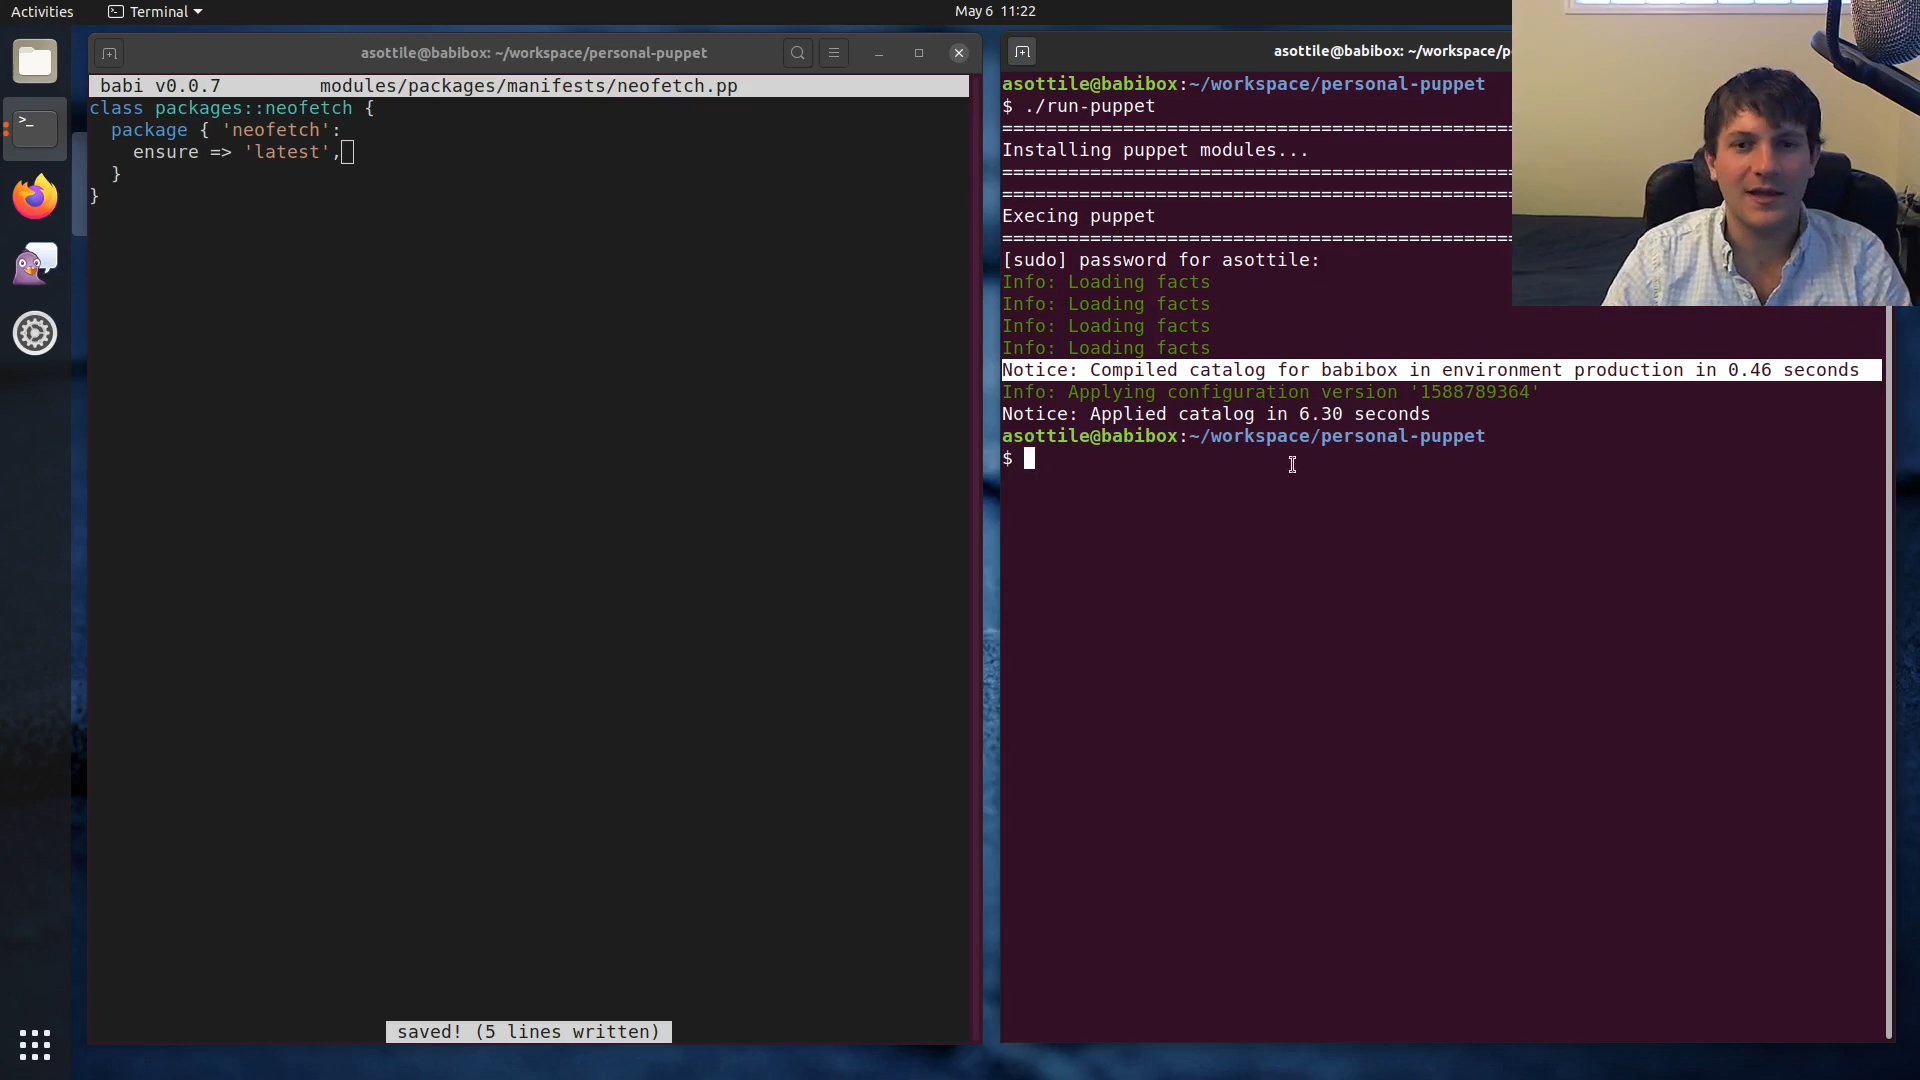 Activities
Terminal
May 6 11:22
asottile@babibox: ~/workspace/personal-puppet
babi v0.0.7 modules/packages/manifests/neofetch.pp
class packages::neofetch {
  package { 'neofetch':
    ensure => 'latest',
  }
}
saved! (5 lines written)
asottile@babibox: ~/workspace/p
asottile@babibox:~/workspace/personal-puppet
$ ./run-puppet
===============================================
Installing puppet modules...
===============================================
===============================================
Execing puppet
===============================================
[sudo] password for asottile:
Info: Loading facts
Info: Loading facts
Info: Loading facts
Info: Loading facts
Notice: Compiled catalog for babibox in environment production in 0.46 seconds
Info: Applying configuration version '1588789364'
Notice: Applied catalog in 6.30 seconds
asottile@babibox:~/workspace/personal-puppet
$